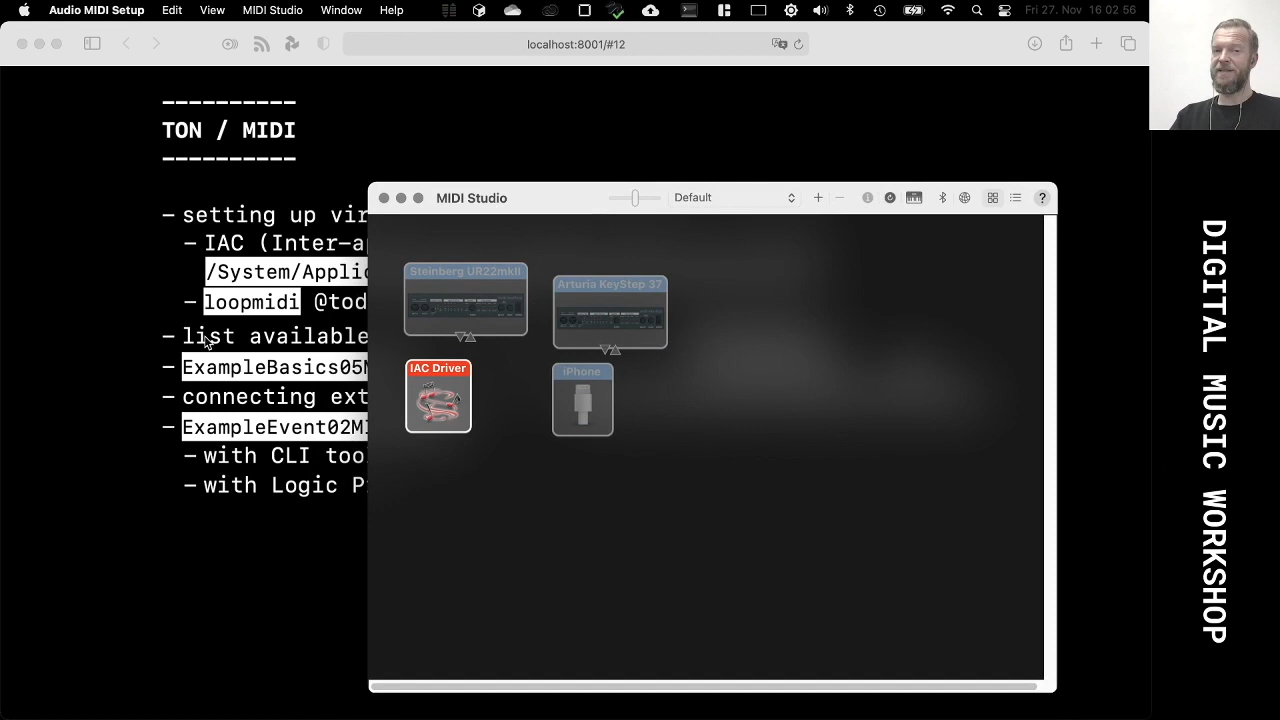 Audio MIDI Setup Edit View MIDI Studio Window Help Fri 27. Nov 16 02 56
localhost:8001/#12
TON / MIDI
– setting up vir
– IAC (Inter-a
/System/Applic
– loopmidi @tod
– list available
– ExampleBasics05M
– connecting ext
– ExampleEvent02MI
– with CLI too
– with Logic P
MIDI Studio Default + − ?
Steinberg UR22mkII
Arturia KeyStep 37
IAC Driver
iPhone
DIGITAL MUSIC WORKSHOP